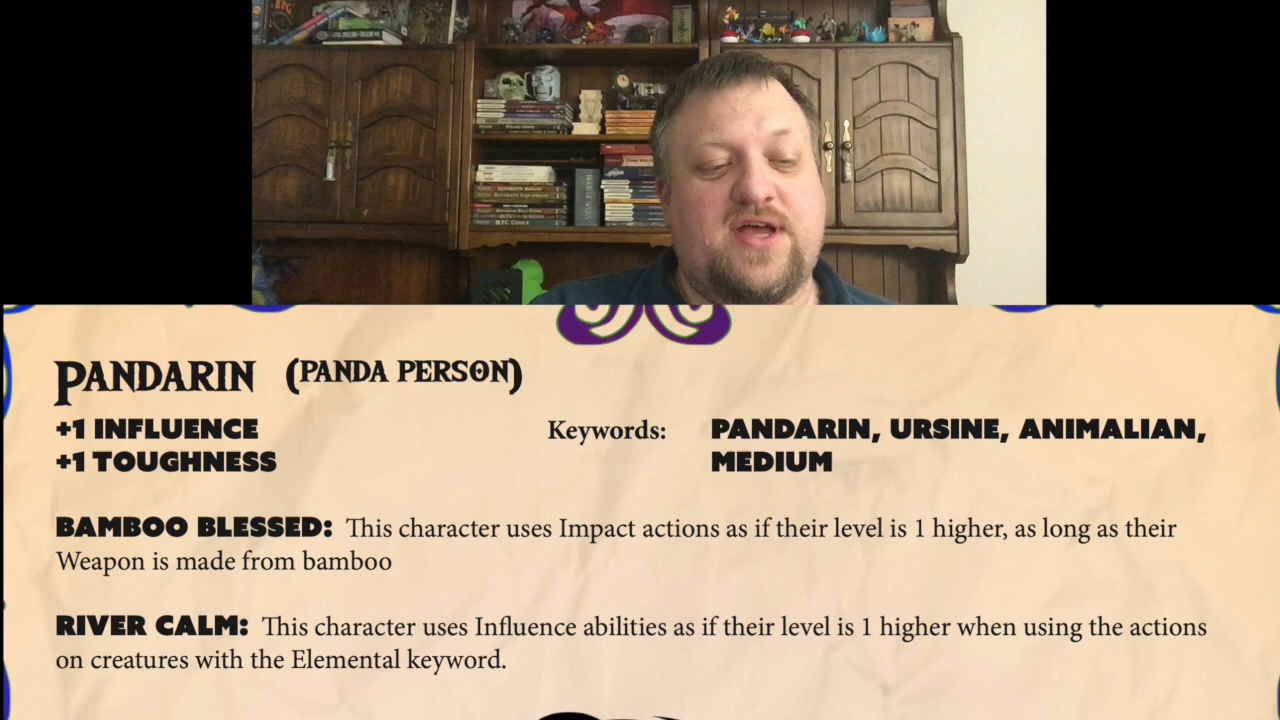 RPG
ULTIMATE MAGIC
PANDARIN (PANDA PERSON)
+1 INFLUENCE
+1 TOUGHNESS
Keywords: PANDARIN, URSINE, ANIMALIAN,
MEDIUM
BAMBOO BLESSED: This character uses Impact actions as if their level is 1 higher, as long as their
Weapon is made from bamboo
RIVER CALM: This character uses Influence abilities as if their level is 1 higher when using the actions
on creatures with the Elemental keyword.